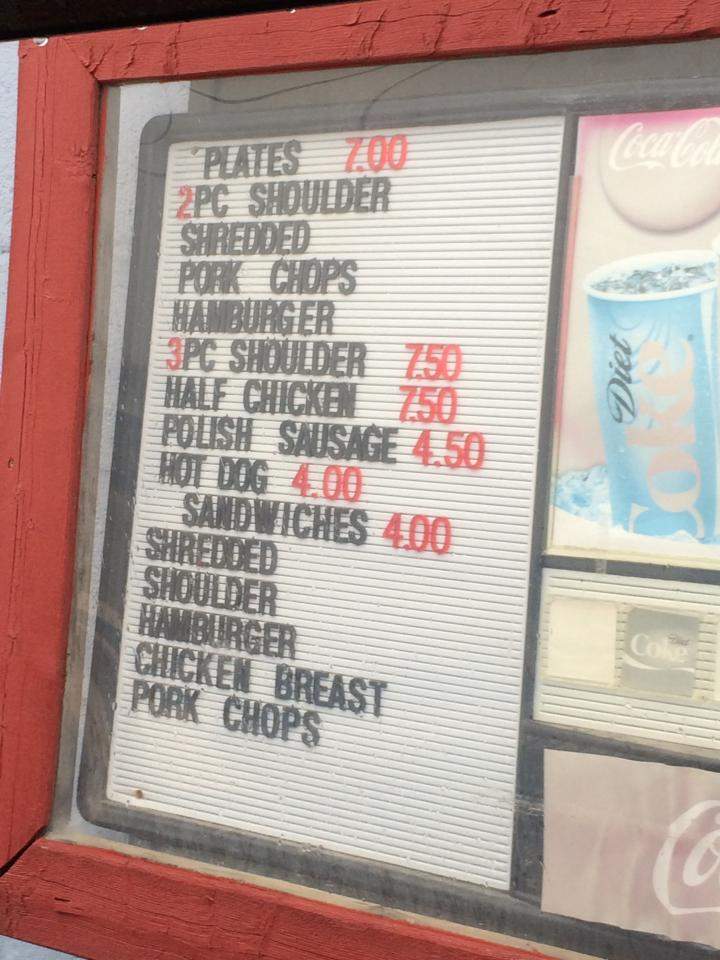 PLATES 7.00
2PC SHOULDER
SHREDDED
PORK CHOPS
HAMBURGER
3PC SHOULDER 7.50
HALF CHICKEN 7.50
POLISH SAUSAGE 4.50
HOT DOG 4.00
SANDWICHES 4.00
SHREDDED
SHOULDER
HAMBURGER
CHICKEN BREAST
PORK CHOPS
Coca-Col
Diet
Coke
Diet
Coke